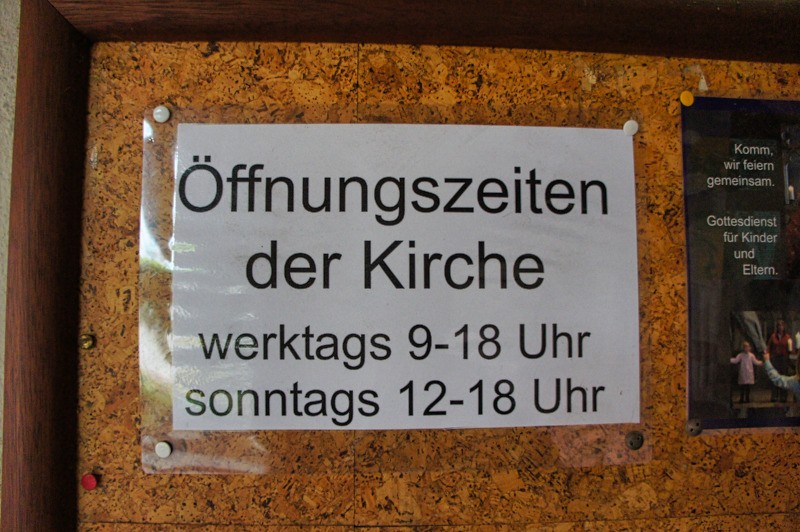 Öffnungszeiten
der Kirche
werktags 9-18 Uhr
sonntags 12-18 Uhr
Komm,
wir feiern
gemeinsam.
Gottesdienst
für Kinder
und
Eltern.